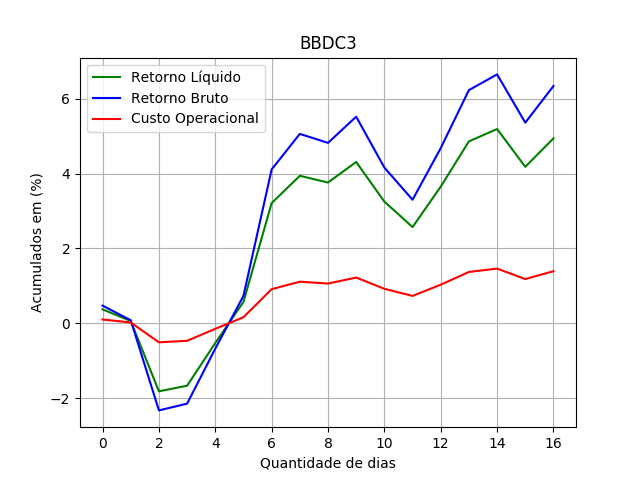 BBDC3
Retorno Líquido
Retorno Bruto
Custo Operacional
Acumulados em (%)
6
4
2
0
−2
0 2 4 6 8 10 12 14 16
Quantidade de dias